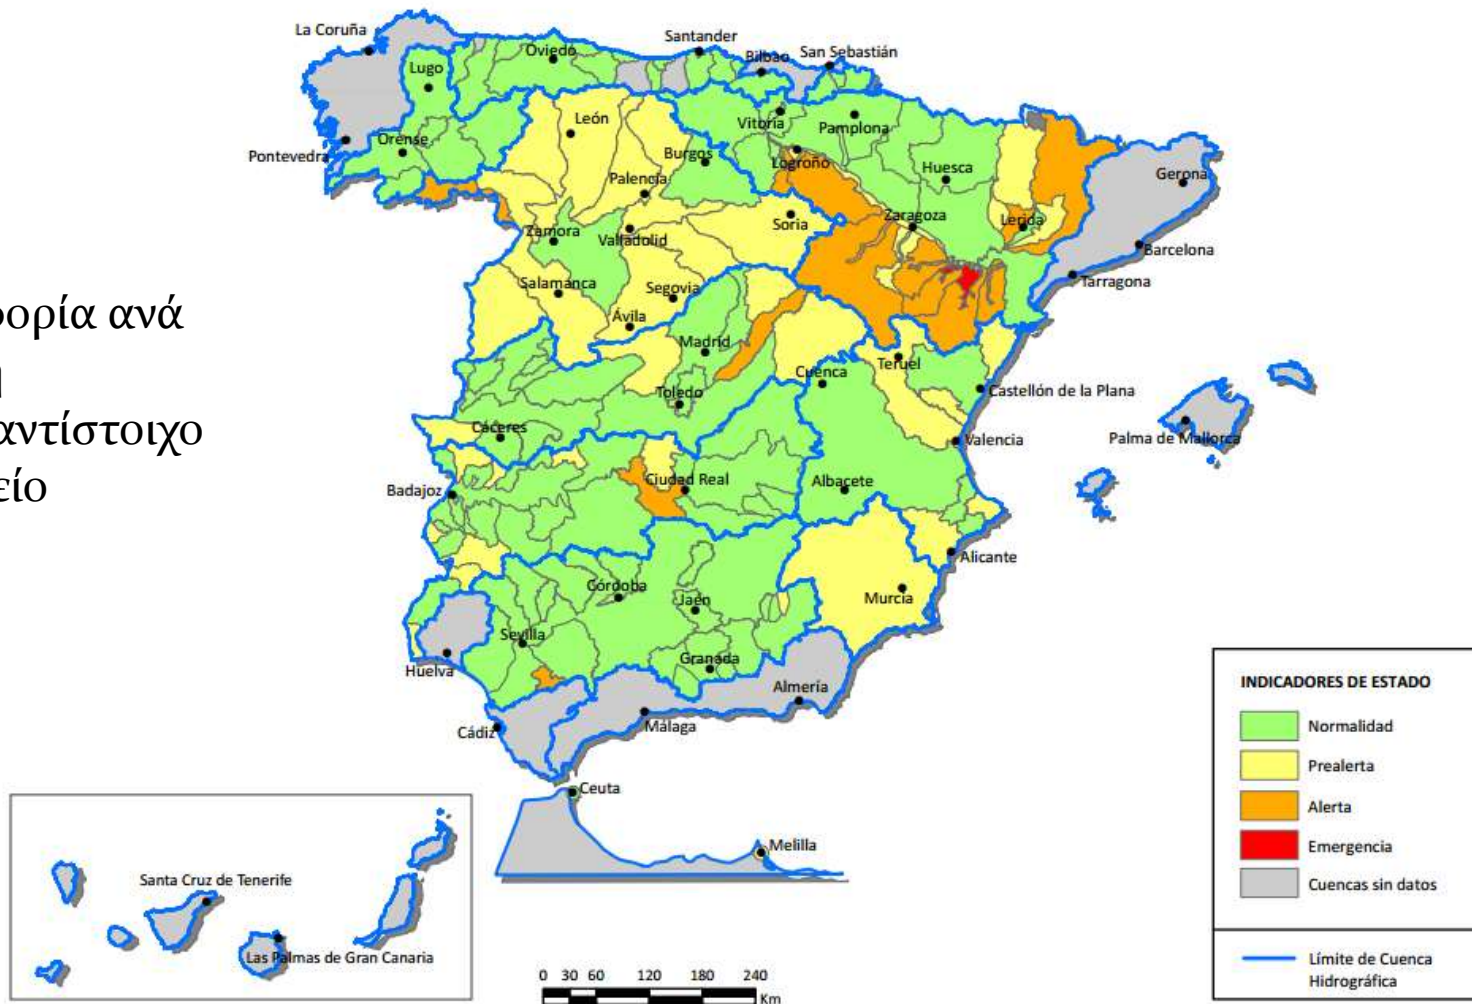 La Coruña
Santander
Oviedo
Bilbao
San Sebastián
Lugo
León
Vitoria
Pamplona
Orense
Pontevedra
Burgos
Logroño
Huesca
Gerona
Palencia
Soria
Zaragoza
Lerida
Zamora
Valladolid
Barcelona
Salamanca
Segovia
Tarragona
ορία ανά
Ávila
Madrid
Teruel
Cuenca
Toledo
Castellón de la Plana
αντίστοιχο
Cáceres
Valencia
Palma de Mallorca
είο
Badajoz
Ciudad Real
Albacete
Alicante
Córdoba
Jaén
Murcia
Sevilla
Granada
Huelva
Almería
Cádiz
Málaga
Ceuta
Melilla
Santa Cruz de Tenerife
Las Palmas de Gran Canaria
0 30 60 120 180 240
Km
INDICADORES DE ESTADO
Normalidad
Prealerta
Alerta
Emergencia
Cuencas sin datos
Límite de Cuenca
Hidrográfica